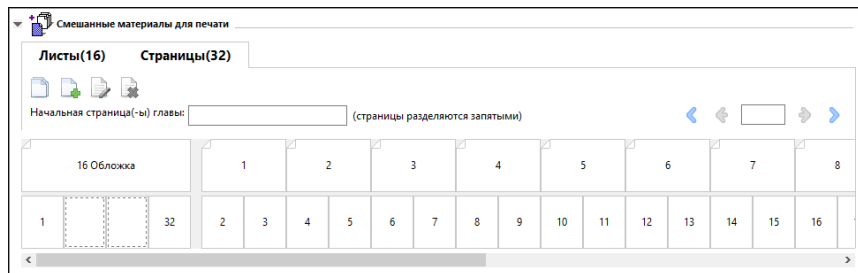 Смешанные материалы для печати
Листы(16) Страницы(32)
Начальная страница(-ы) главы: (страницы разделяются запятыми)
16 Обложка 1 2 3 4 5 6 7 8
1 32 2 3 4 5 6 7 8 9 10 11 12 13 14 15 16